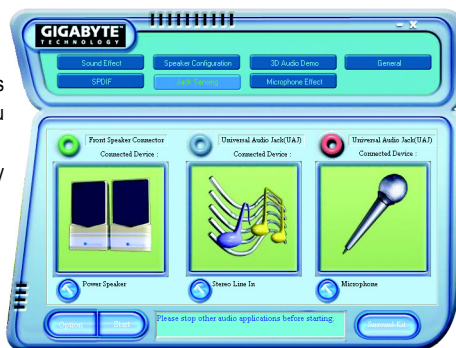 s
u
y
GIGABYTE™
TECHNOLOGY
- X
Sound Effect
Speaker Configuration
3D Audio Demo
General
SPDIF
Jack Sensing
Microphone Effect
Front Speaker Connector
Connected Device :
Universal Audio Jack(UAJ)
Connected Device :
Universal Audio Jack(UAJ)
Connected Device :
Power Speaker
Stereo Line In
Microphone
Option
Start
Please stop other audio applications before starting.
Surround-Kit